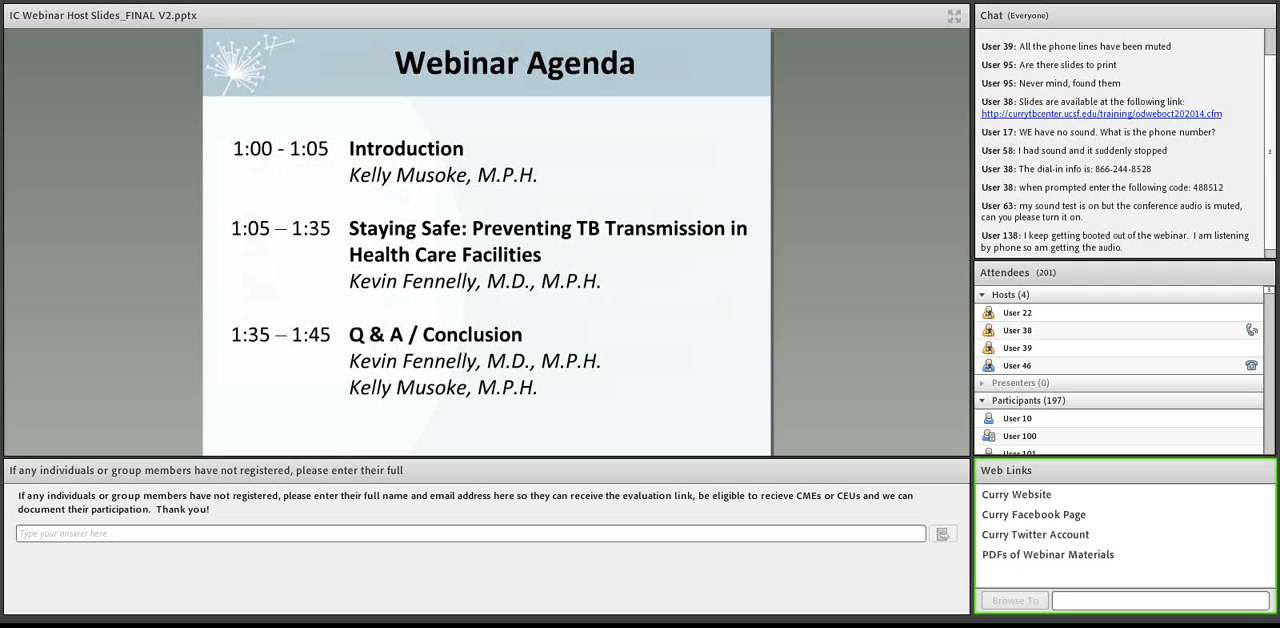 IC Webinar Host Slides_FINAL V2.pptx
Webinar Agenda
1:00 - 1:05 Introduction
Kelly Musoke, M.P.H.
1:05 – 1:35 Staying Safe: Preventing TB Transmission in
Health Care Facilities
Kevin Fennelly, M.D., M.P.H.
1:35 – 1:45 Q & A / Conclusion
Kevin Fennelly, M.D., M.P.H.
Kelly Musoke, M.P.H.
If any individuals or group members have not registered, please enter their full
If any individuals or group members have not registered, please enter their full name and email address here so they can receive the evaluation link, be eligible to recieve CMEs or CEUs and we can
document their participation. Thank you!
Type your answer here...
Chat (Everyone)
User 39: All the phone lines have been muted
User 95: Are there slides to print
User 95: Never mind, found them
User 38: Slides are available at the following link:
http://currytbcenter.ucsf.edu/training/odweboct202014.cfm
User 17: WE have no sound. What is the phone number?
User 58: I had sound and it suddenly stopped
User 38: The dial-in info is: 866-244-8528
User 38: when prompted enter the following code: 488512
User 63: my sound test is on but the conference audio is muted,
can you please turn it on.
User 138: I keep getting booted out of the webinar. I am listening
by phone so am getting the audio.
Attendees (201)
Hosts (4)
User 22
User 38
User 39
User 46
Presenters (0)
Participants (197)
User 10
User 100
User 101
Web Links
Curry Website
Curry Facebook Page
Curry Twitter Account
PDFs of Webinar Materials
Browse To